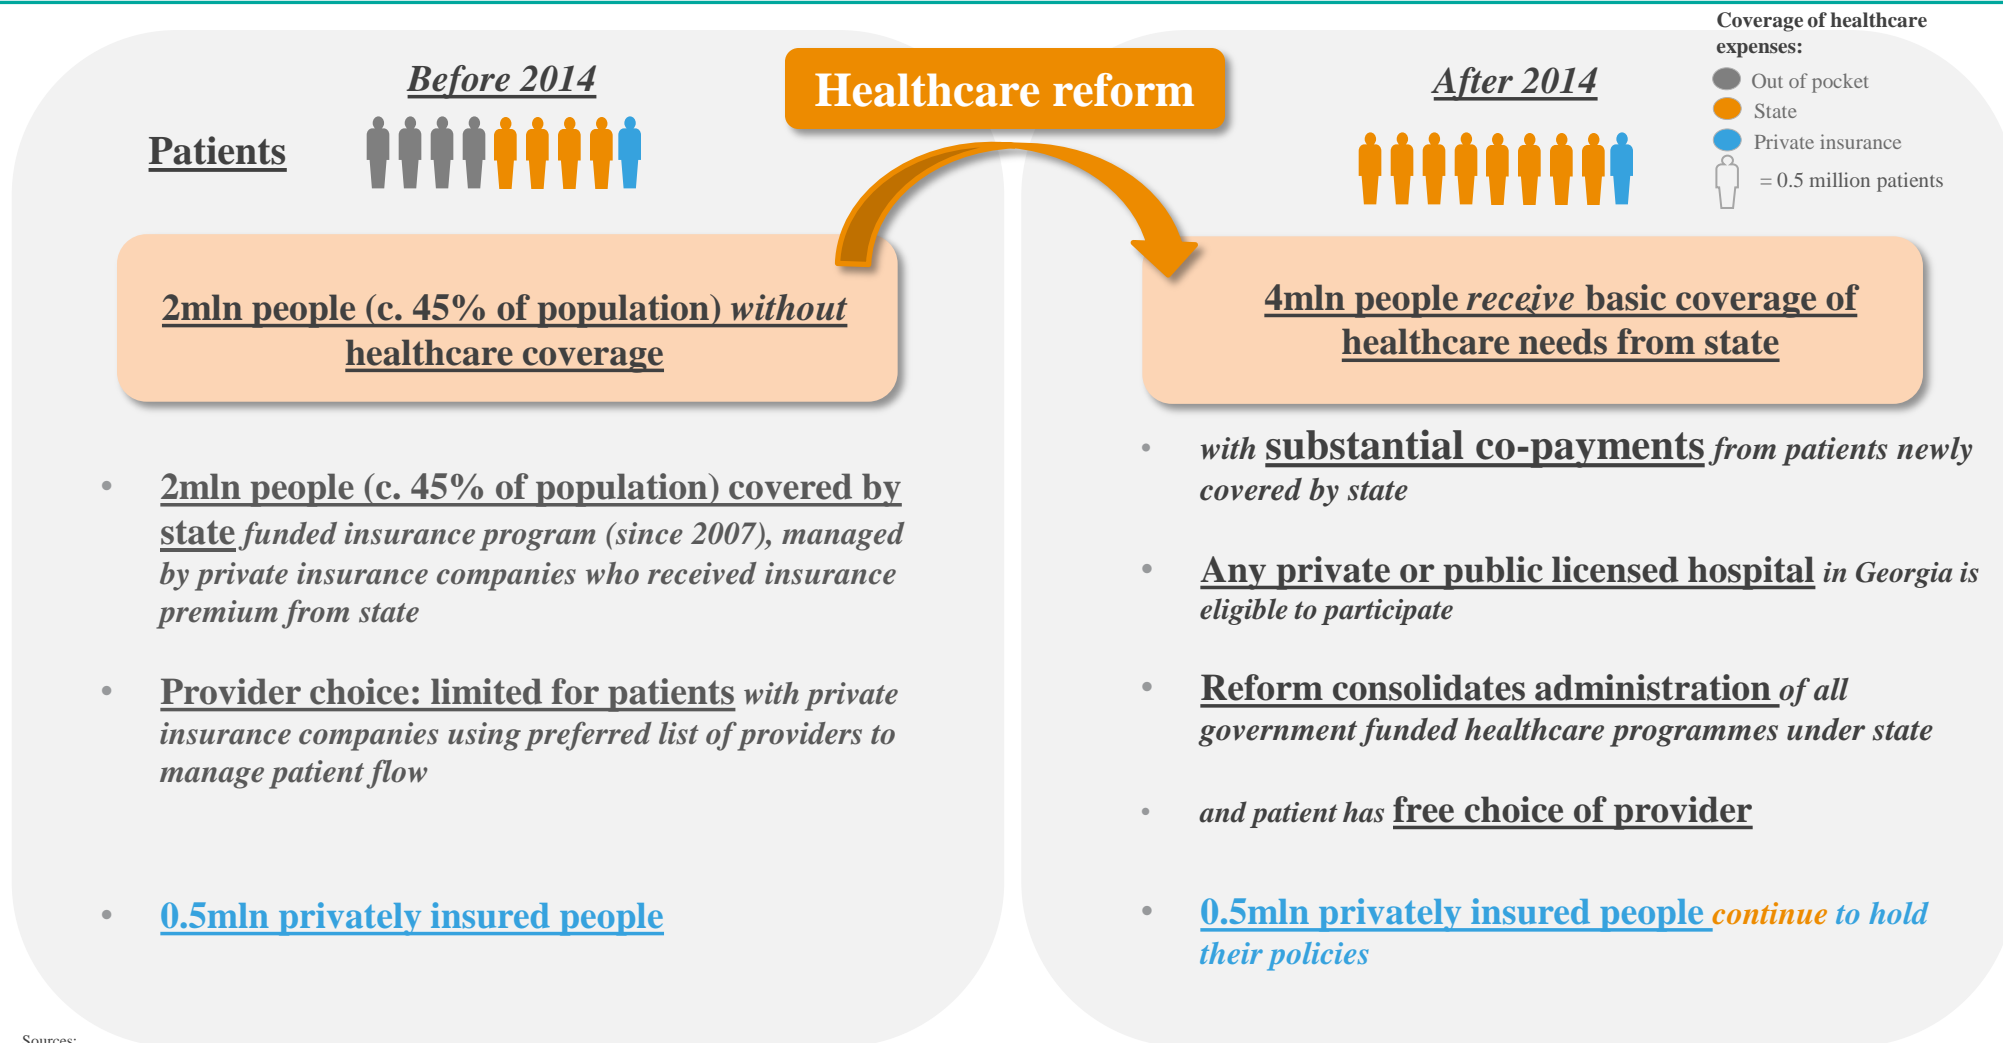 Before 2014
Patients
2mln people (c. 45% of population) without
healthcare coverage
2mln people (c. 45% of population) covered by
state funded insurance program (since 2007), managed
by private insurance companies who received insurance
premium from state
Provider choice: limited for patients with private
insurance companies using preferred list of providers to
manage patient flow
0.5mln privately insured people
Healthcare reform
After 2014
Coverage of healthcare
expenses:
Out of pocket
State
Private insurance
= 0.5 million patients
4mln people receive basic coverage of
healthcare needs from state
with substantial co-payments from patients newly
covered by state
Any private or public licensed hospital in Georgia is
eligible to participate
Reform consolidates administration of all
government funded healthcare programmes under state
and patient has free choice of provider
0.5mln privately insured people continue to hold
their policies
Sources: